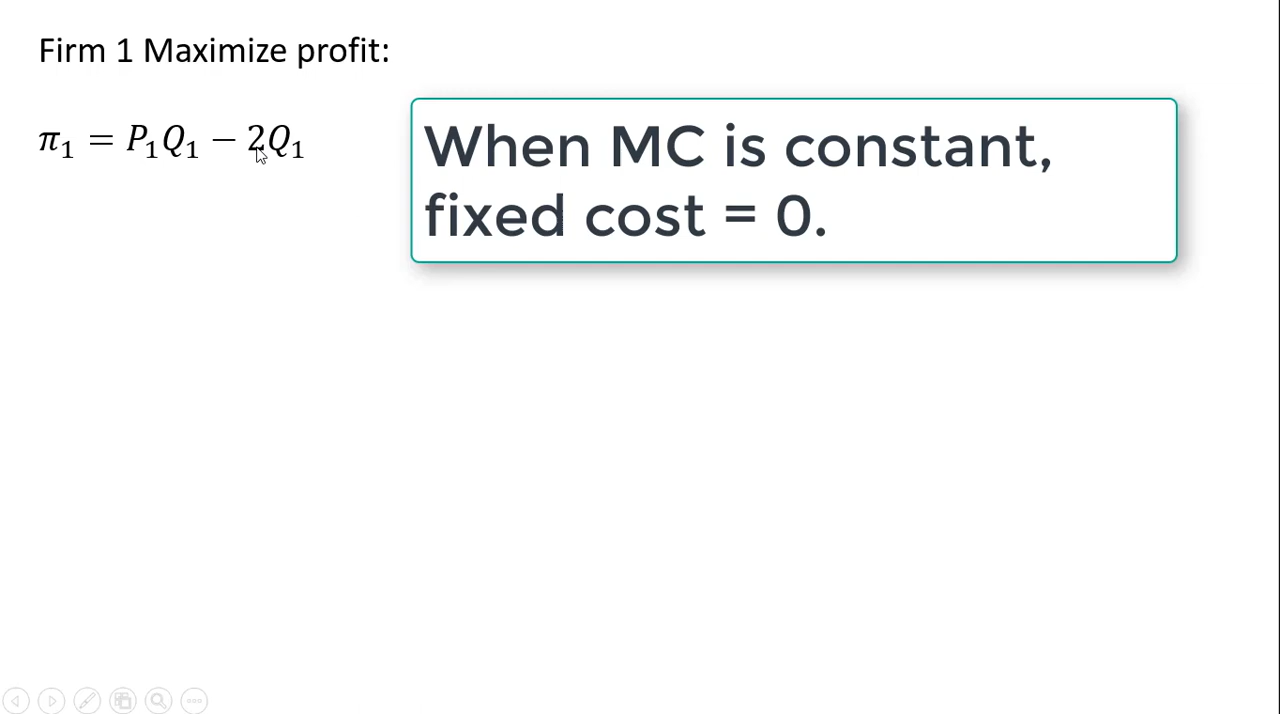 Firm 1 Maximize profit:
π₁ = P₁Q₁ − 2Q₁
When MC is constant,
fixed cost = 0.